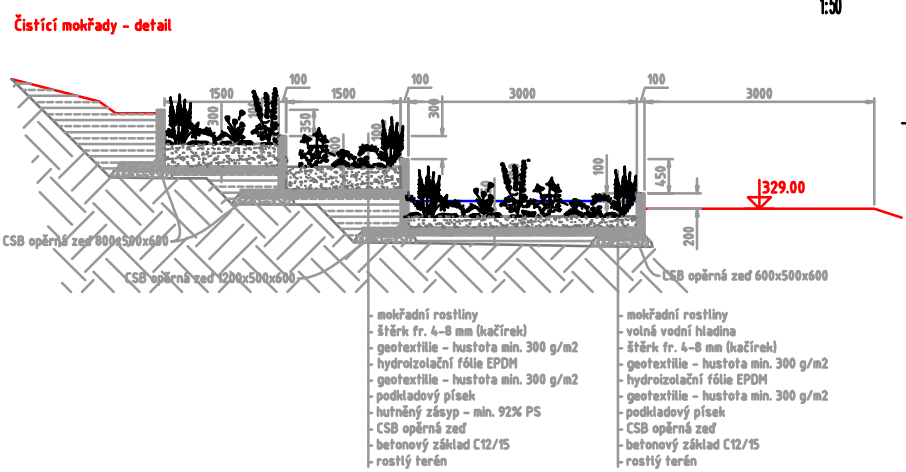 1:50
Čistící mokřady - detail
1500
100
1500
100
3000
100
3000
300
350
300
100
450
329.00
200
CSB opěrná zeď 800x500x600
CSB opěrná zeď 1200x500x600
CSB opěrná zeď 600x500x600
mokřadní rostliny
štěrk fr. 4-8 mm (kačírek)
geotextilie - hustota min. 300 g/m2
hydroizolační fólie EPDM
geotextilie - hustota min. 300 g/m2
podkladový písek
hutněný zásyp - min. 92% PS
CSB opěrná zeď
betonový základ C12/15
rostlý terén
mokřadní rostliny
volná vodní hladina
štěrk fr. 4-8 mm (kačírek)
geotextilie - hustota min. 300 g/m2
hydroizolační fólie EPDM
geotextilie - hustota min. 300 g/m2
podkladový písek
CSB opěrná zeď
betonový základ C12/15
rostlý terén